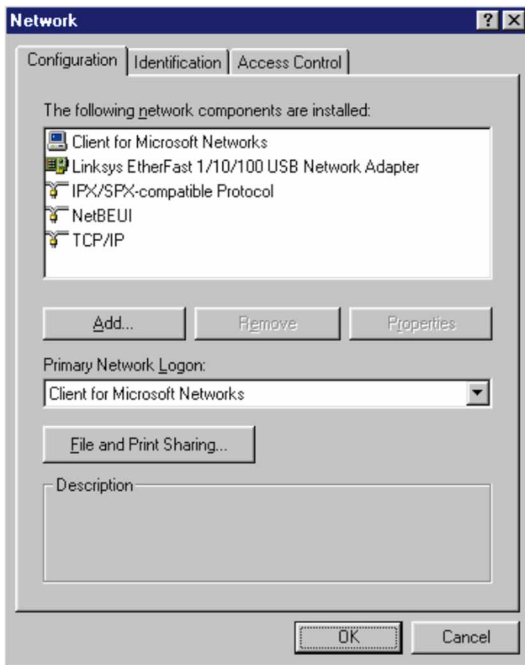 Network
? X
Configuration Identification Access Control
The following network components are installed:
Client for Microsoft Networks
Linksys EtherFast 1/10/100 USB Network Adapter
IPX/SPX-compatible Protocol
NetBEUI
TCP/IP
Add... Remove Properties
Primary Network Logon:
Client for Microsoft Networks
File and Print Sharing...
Description
OK Cancel